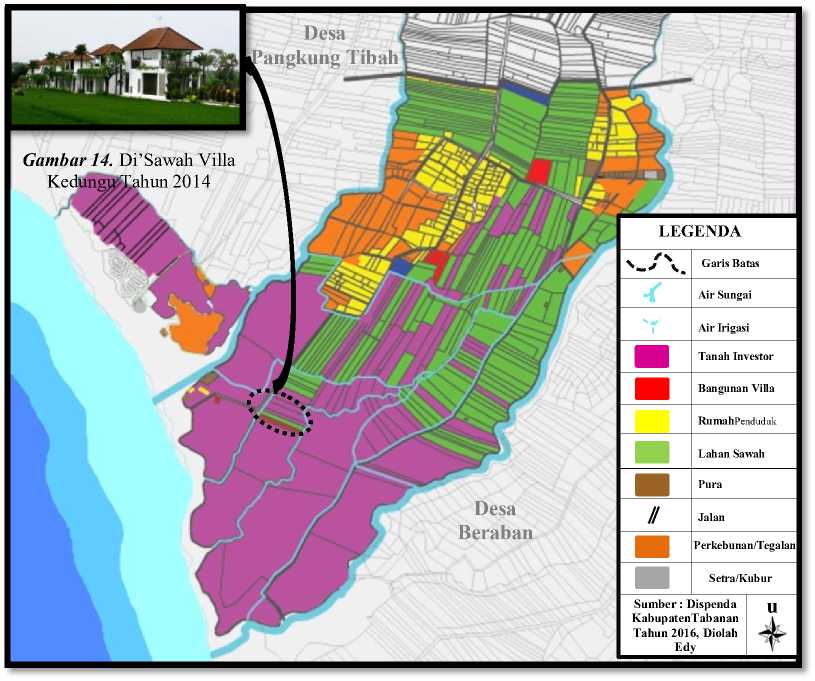 Desa
Pangkung Tibah
Gambar 14. Di’Sawah Villa
Kedungu Tahun 2014
Desa
Beraban
LEGENDA
Garis Batas
Air Sungai
Air Irigasi
Tanah Investor
Bangunan Villa
RumahPenduduk
Lahan Sawah
Pura
Jalan
Perkebunan/Tegalan
Setra/Kubur
Sumber : Dispenda
KabupatenTabanan
Tahun 2016, Diolah
Edy
u